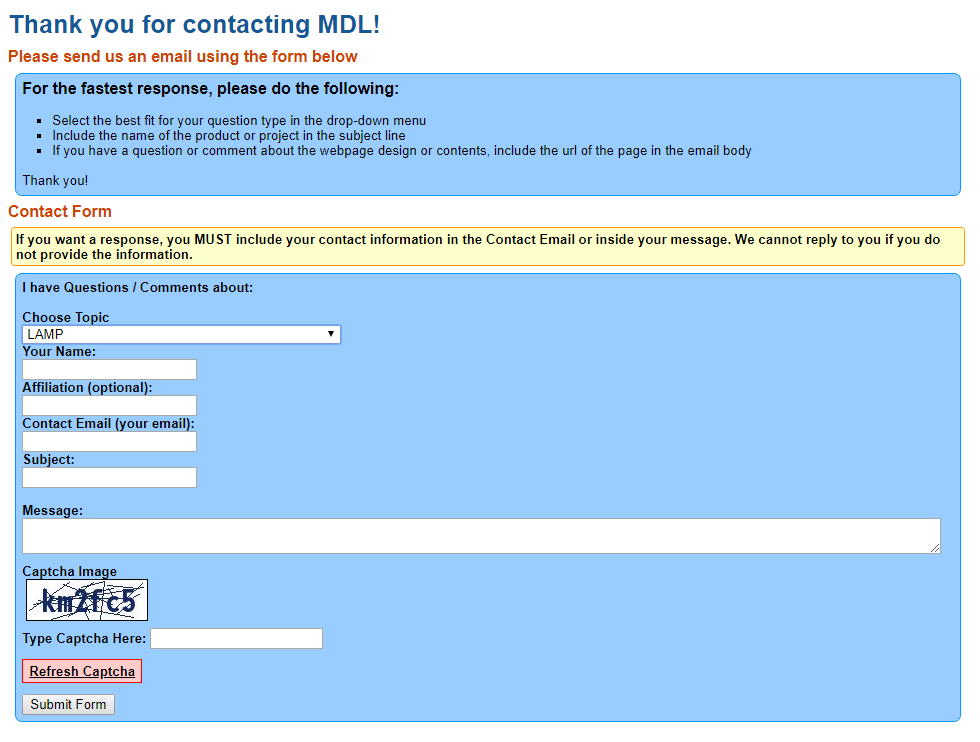 Thank you for contacting MDL!
Please send us an email using the form below
For the fastest response, please do the following:
Select the best fit for your question type in the drop-down menu
Include the name of the product or project in the subject line
If you have a question or comment about the webpage design or contents, include the url of the page in the email body
Thank you!
Contact Form
If you want a response, you MUST include your contact information in the Contact Email or inside your message. We cannot reply to you if you do
not provide the information.
I have Questions / Comments about:
Choose Topic
LAMP
Your Name:
Affiliation (optional):
Contact Email (your email):
Subject:
Message:
Captcha Image
km2fc5
Type Captcha Here:
Refresh Captcha
Submit Form